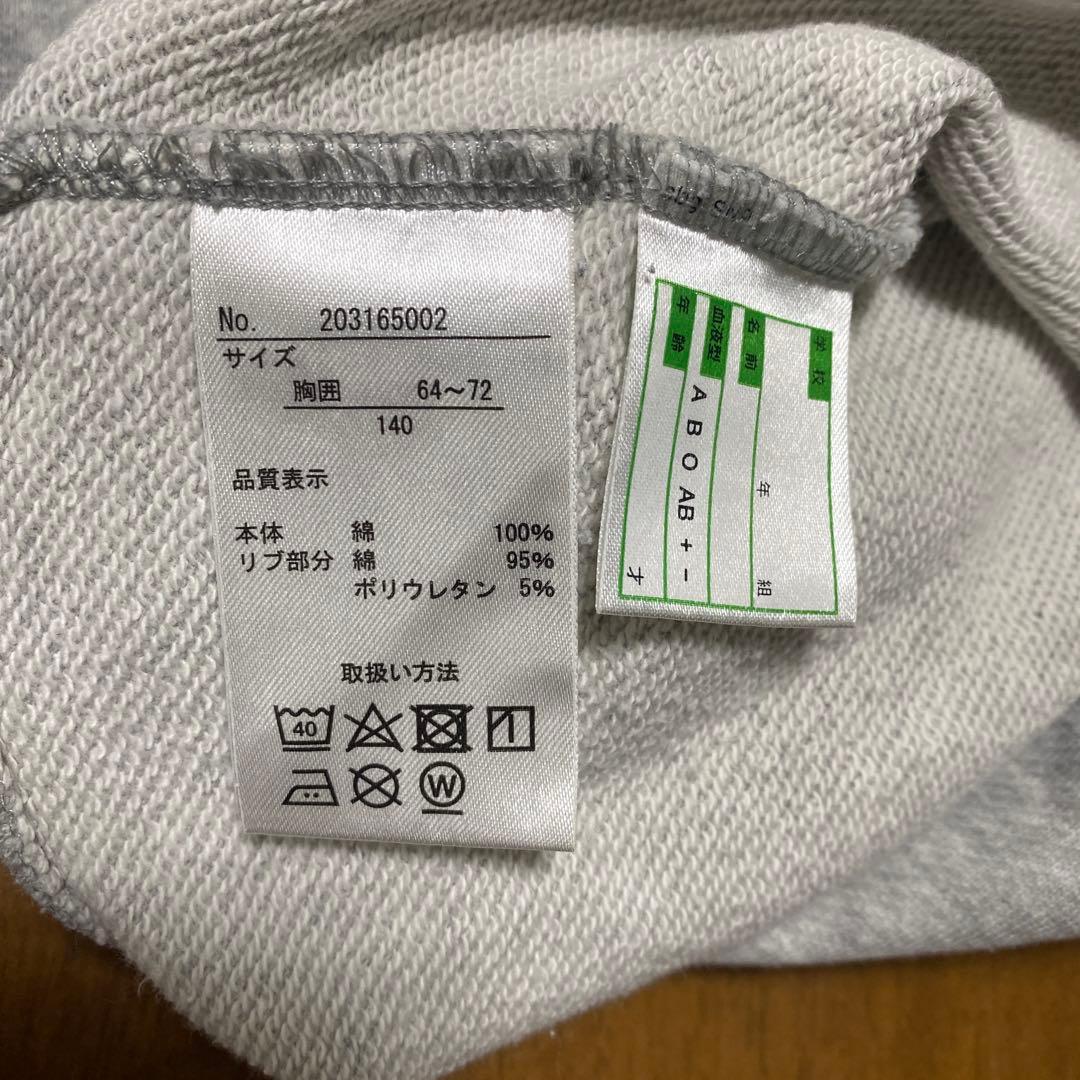 No. 203165002
サイズ
胸囲 64～72
140
品質表示
本体 綿 100%
リブ部分 綿 95%
ポリウレタン 5%
取扱い方法
40
W
学校
年 組
名前
血液型 A B O AB + -
年齢 才